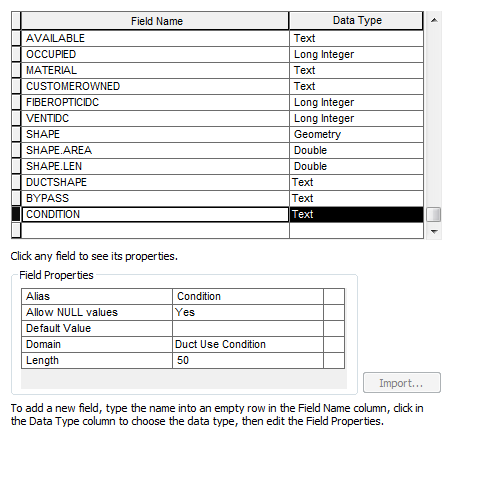 Field Name Data Type
AVAILABLE Text
OCCUPIED Long Integer
MATERIAL Text
CUSTOMEROWNED Text
FIBEROPTICIDC Long Integer
VENTIDC Long Integer
SHAPE Geometry
SHAPE.AREA Double
SHAPE.LEN Double
DUCTSHAPE Text
BYPASS Text
CONDITION Text
Click any field to see its properties.
Field Properties
Alias Condition
Allow NULL values Yes
Default Value
Domain Duct Use Condition
Length 50
Import...
To add a new field, type the name into an empty row in the Field Name column, click in
the Data Type column to choose the data type, then edit the Field Properties.